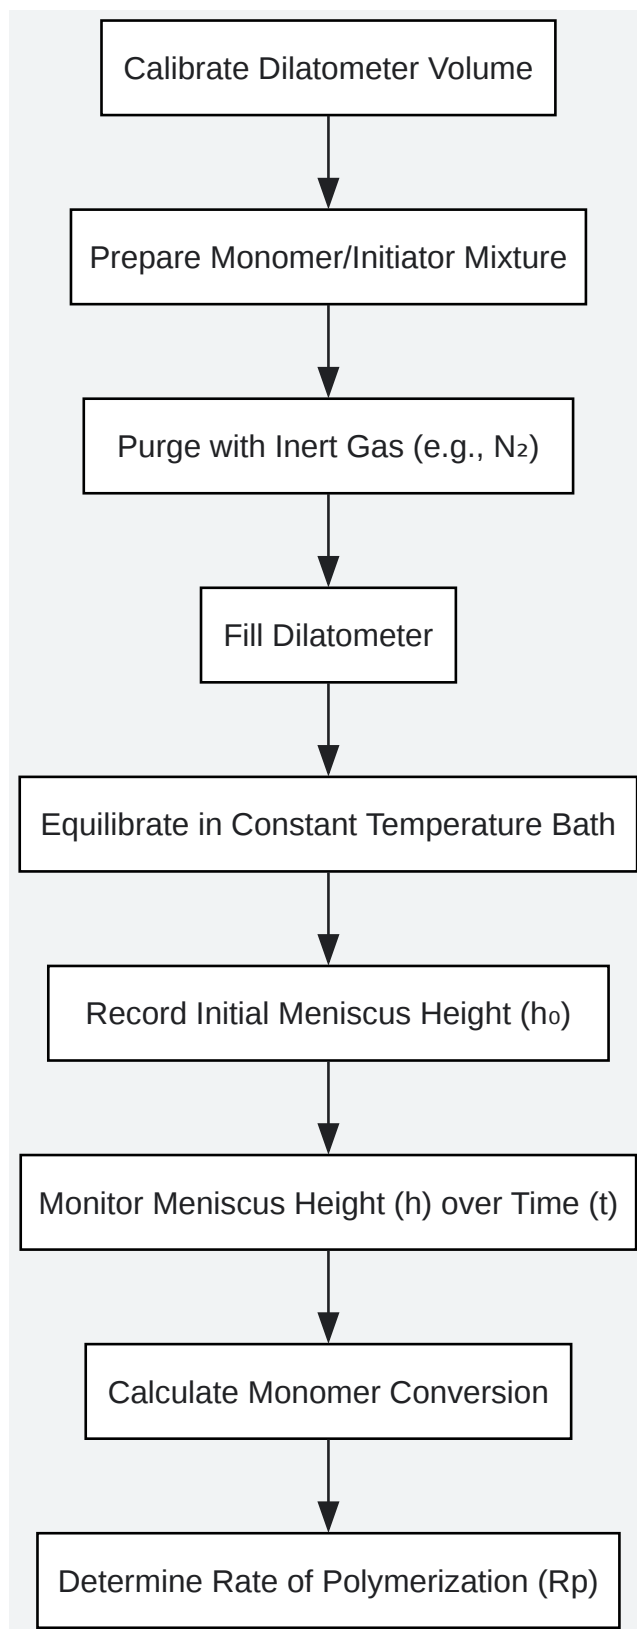 Calibrate Dilatometer Volume
Prepare Monomer/Initiator Mixture
Purge with Inert Gas (e.g., N₂)
Fill Dilatometer
Equilibrate in Constant Temperature Bath
Record Initial Meniscus Height (h₀)
Monitor Meniscus Height (h) over Time (t)
Calculate Monomer Conversion
Determine Rate of Polymerization (Rp)